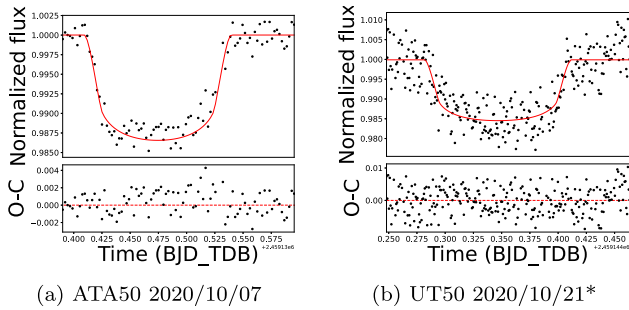 Normalized flux
1.0025
1.0000
0.9975
0.9950
0.9925
0.9900
0.9875
0.9850
O-C
0.004
0.002
0.000
−0.002
0.400 0.425 0.450 0.475 0.500 0.525 0.550 0.575
+2.45913e6
Time (BJD_TDB)
(a) ATA50 2020/10/07
Normalized flux
1.010
1.005
1.000
0.995
0.990
0.985
0.980
O-C
0.01
0.00
0.250 0.275 0.300 0.325 0.350 0.375 0.400 0.425 0.450
+2.459144e6
Time (BJD_TDB)
(b) UT50 2020/10/21*